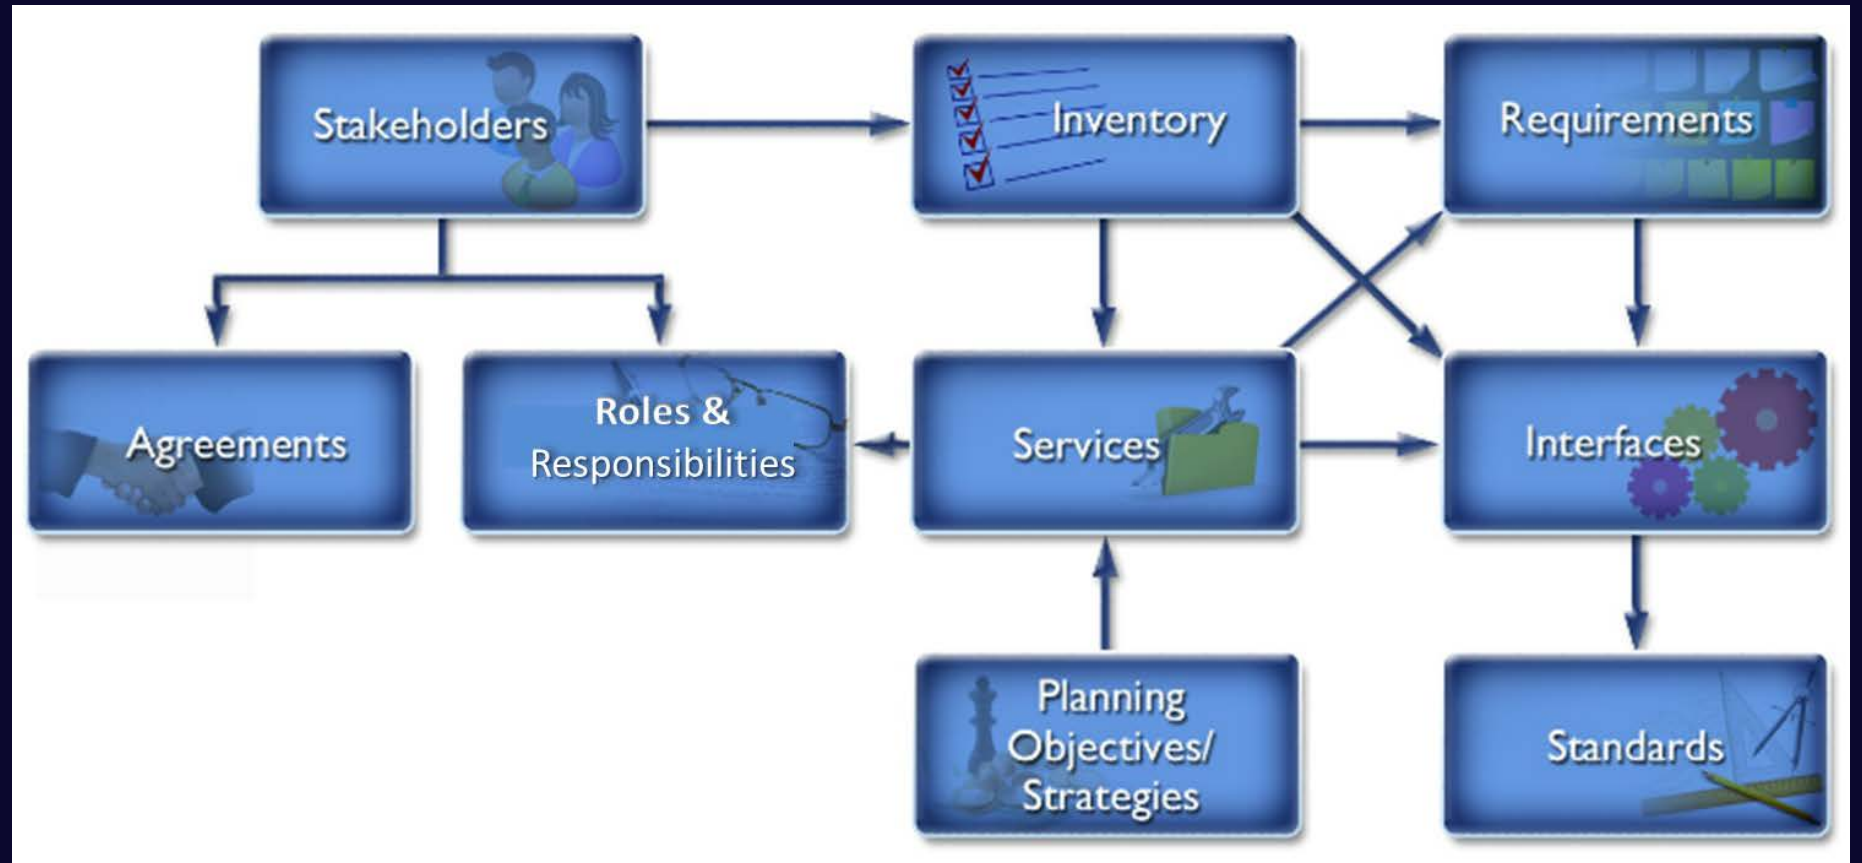 Stakeholders
Inventory
Requirements
Agreements
Roles &
Responsibilities
Services
Interfaces
Planning
Objectives/
Strategies
Standards